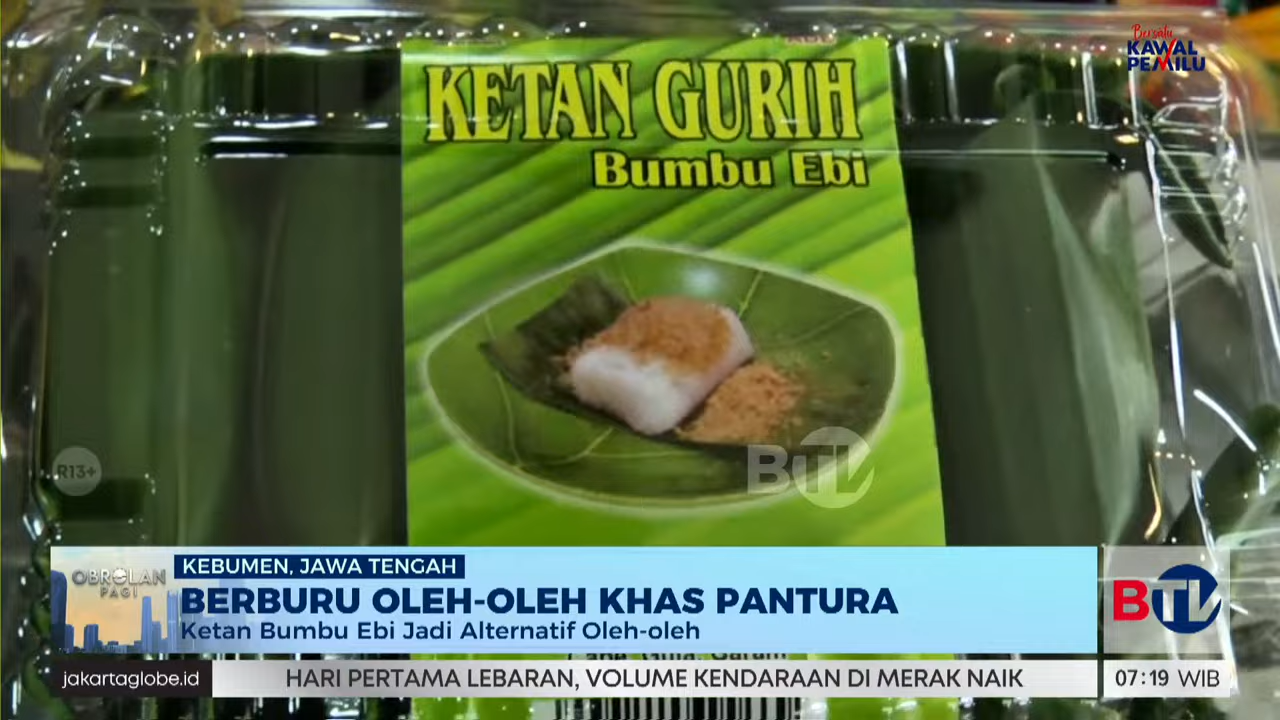 Bersatu
KAWAL
PEMILU
KETAN GURIH
Bumbu Ebi
R13+
BTV
OBROLAN
PAGI
KEBUMEN, JAWA TENGAH
BERBURU OLEH-OLEH KHAS PANTURA
Ketan Bumbu Ebi Jadi Alternatif Oleh-oleh
BTV
jakartaglobe.id
HARI PERTAMA LEBARAN, VOLUME KENDARAAN DI MERAK NAIK
07:19 WIB